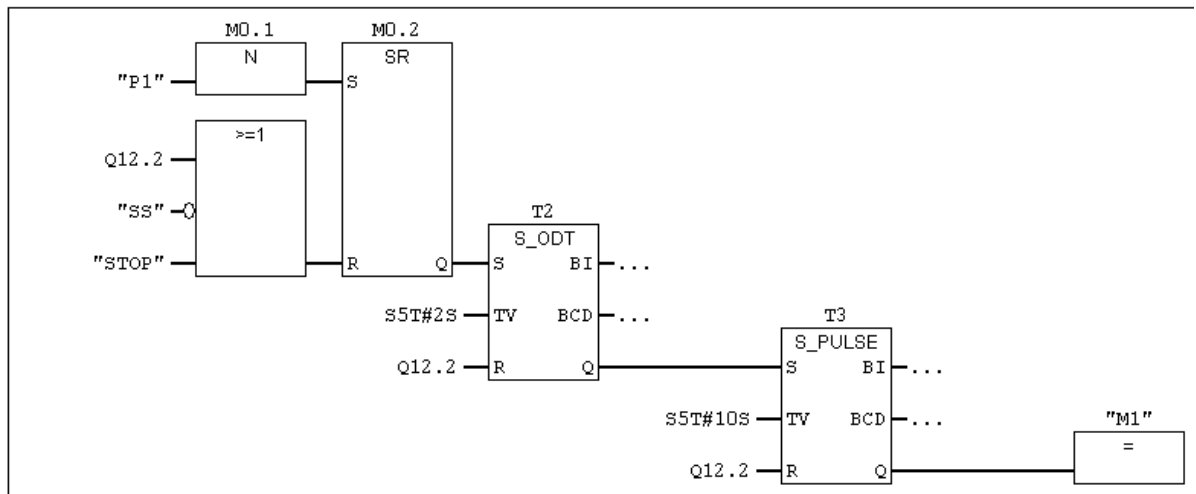 M0.1 M0.2
N SR
"P1" S
>=1
Q12.2
"SS" T2
S_ODT
"STOP" R Q S BI ...
T3
S5T#2S TV BCD ...
S_PULSE
Q12.2 R Q S BI ...
"M1"
S5T#10S TV BCD ...
=
Q12.2 R Q